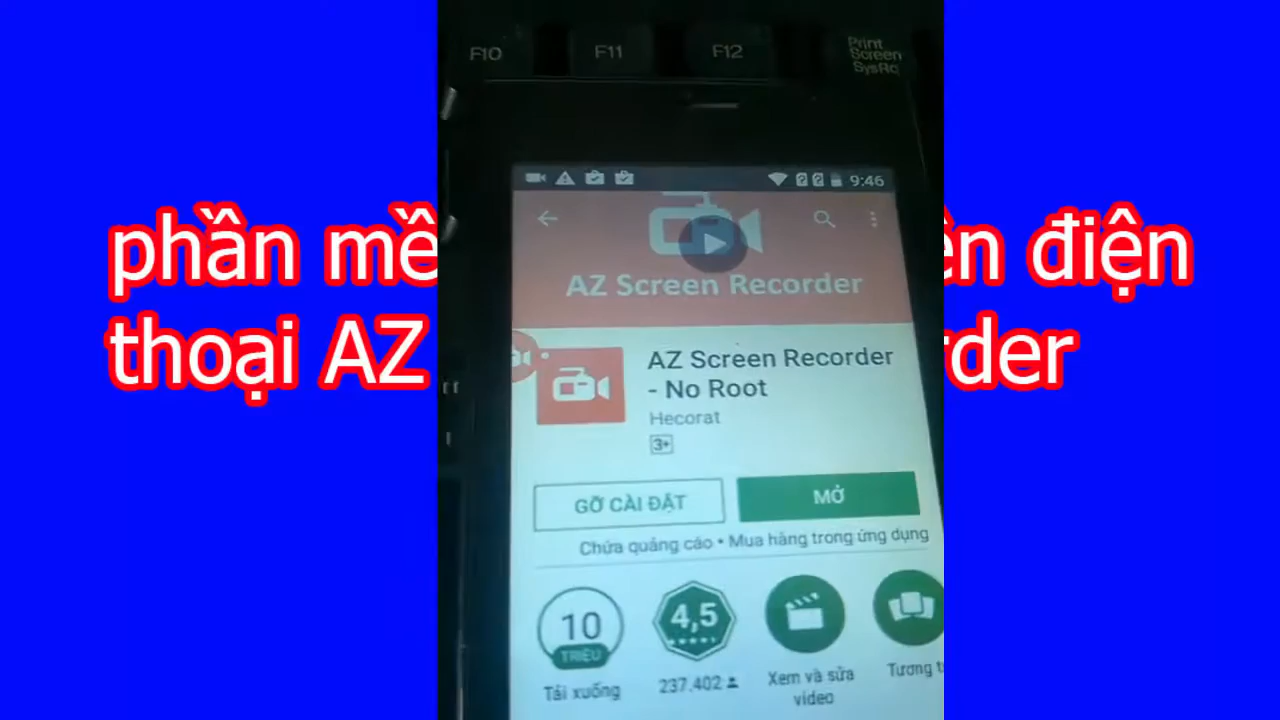 F10 F11 F12 Print Screen SysRq
9:46
AZ Screen Recorder
phần mề ên điện
thoại AZ rder
AZ Screen Recorder
- No Root
Hecorat
3+
GỠ CÀI ĐẶT MỞ
Chứa quảng cáo • Mua hàng trong ứng dụng
10 TRIỆU
4,5
Tải xuống 237.402 Xem và sửa video Tương t